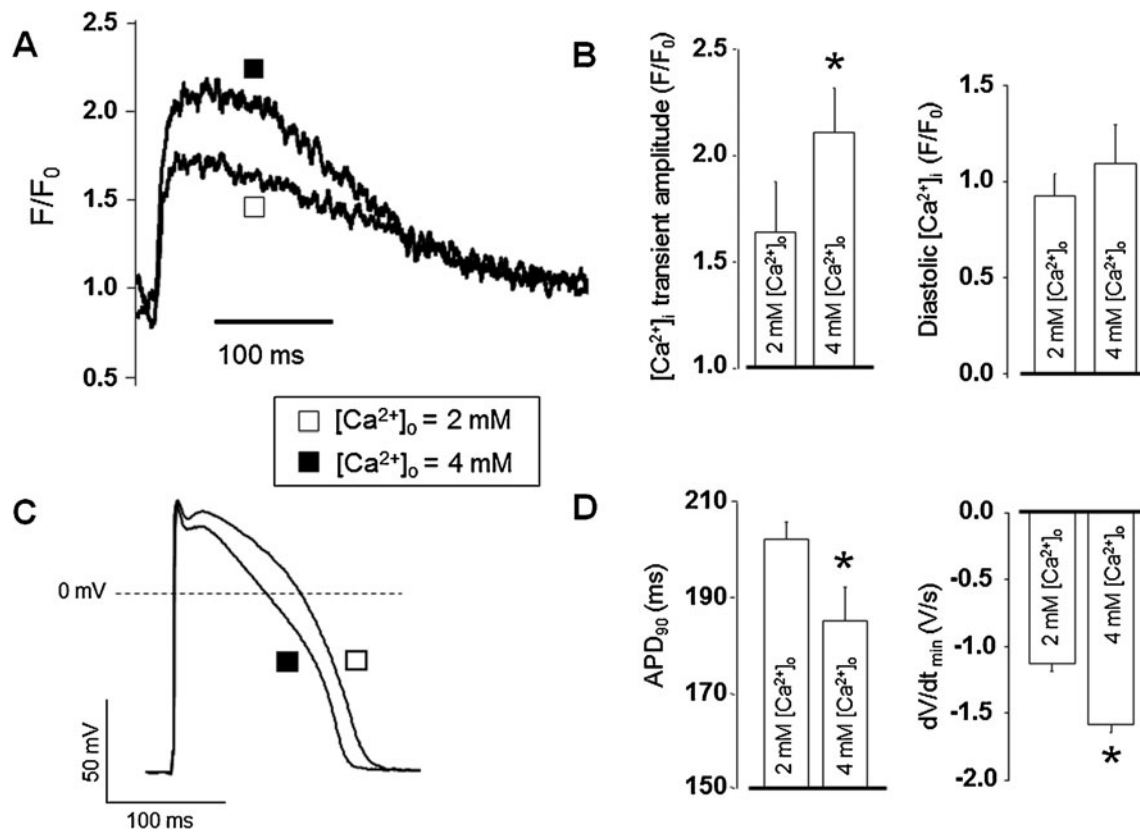 A
2.5
2.0
1.5
1.0
0.5
F/F₀
100 ms
B
[Ca²⁺]ᵢ transient amplitude (F/F₀)
2.5
2.0
1.5
1.0
*
2 mM [Ca²⁺]ₒ
4 mM [Ca²⁺]ₒ
Diastolic [Ca²⁺]ᵢ (F/F₀)
1.5
1.0
0.5
0.0
2 mM [Ca²⁺]ₒ
4 mM [Ca²⁺]ₒ
[Ca²⁺]ₒ = 2 mM
[Ca²⁺]ₒ = 4 mM
C
0 mV
50 mV
100 ms
D
APD₉₀ (ms)
210
190
170
150
*
2 mM [Ca²⁺]ₒ
4 mM [Ca²⁺]ₒ
dV/dt min (V/s)
0.0
-0.5
-1.0
-1.5
-2.0
2 mM [Ca²⁺]ₒ
4 mM [Ca²⁺]ₒ
*